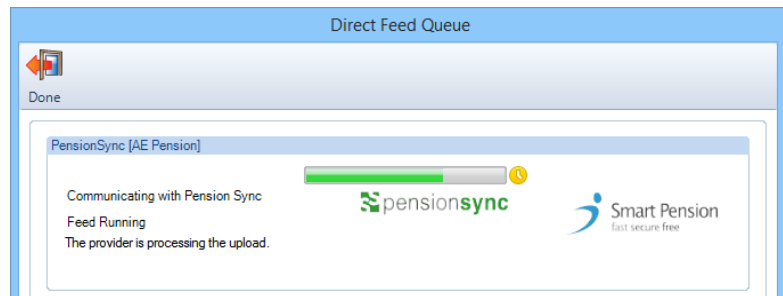 Direct Feed Queue
Done
PensionSync [AE Pension]
Communicating with Pension Sync
Feed Running
The provider is processing the upload.
pensionsync
Smart Pension
fast secure free